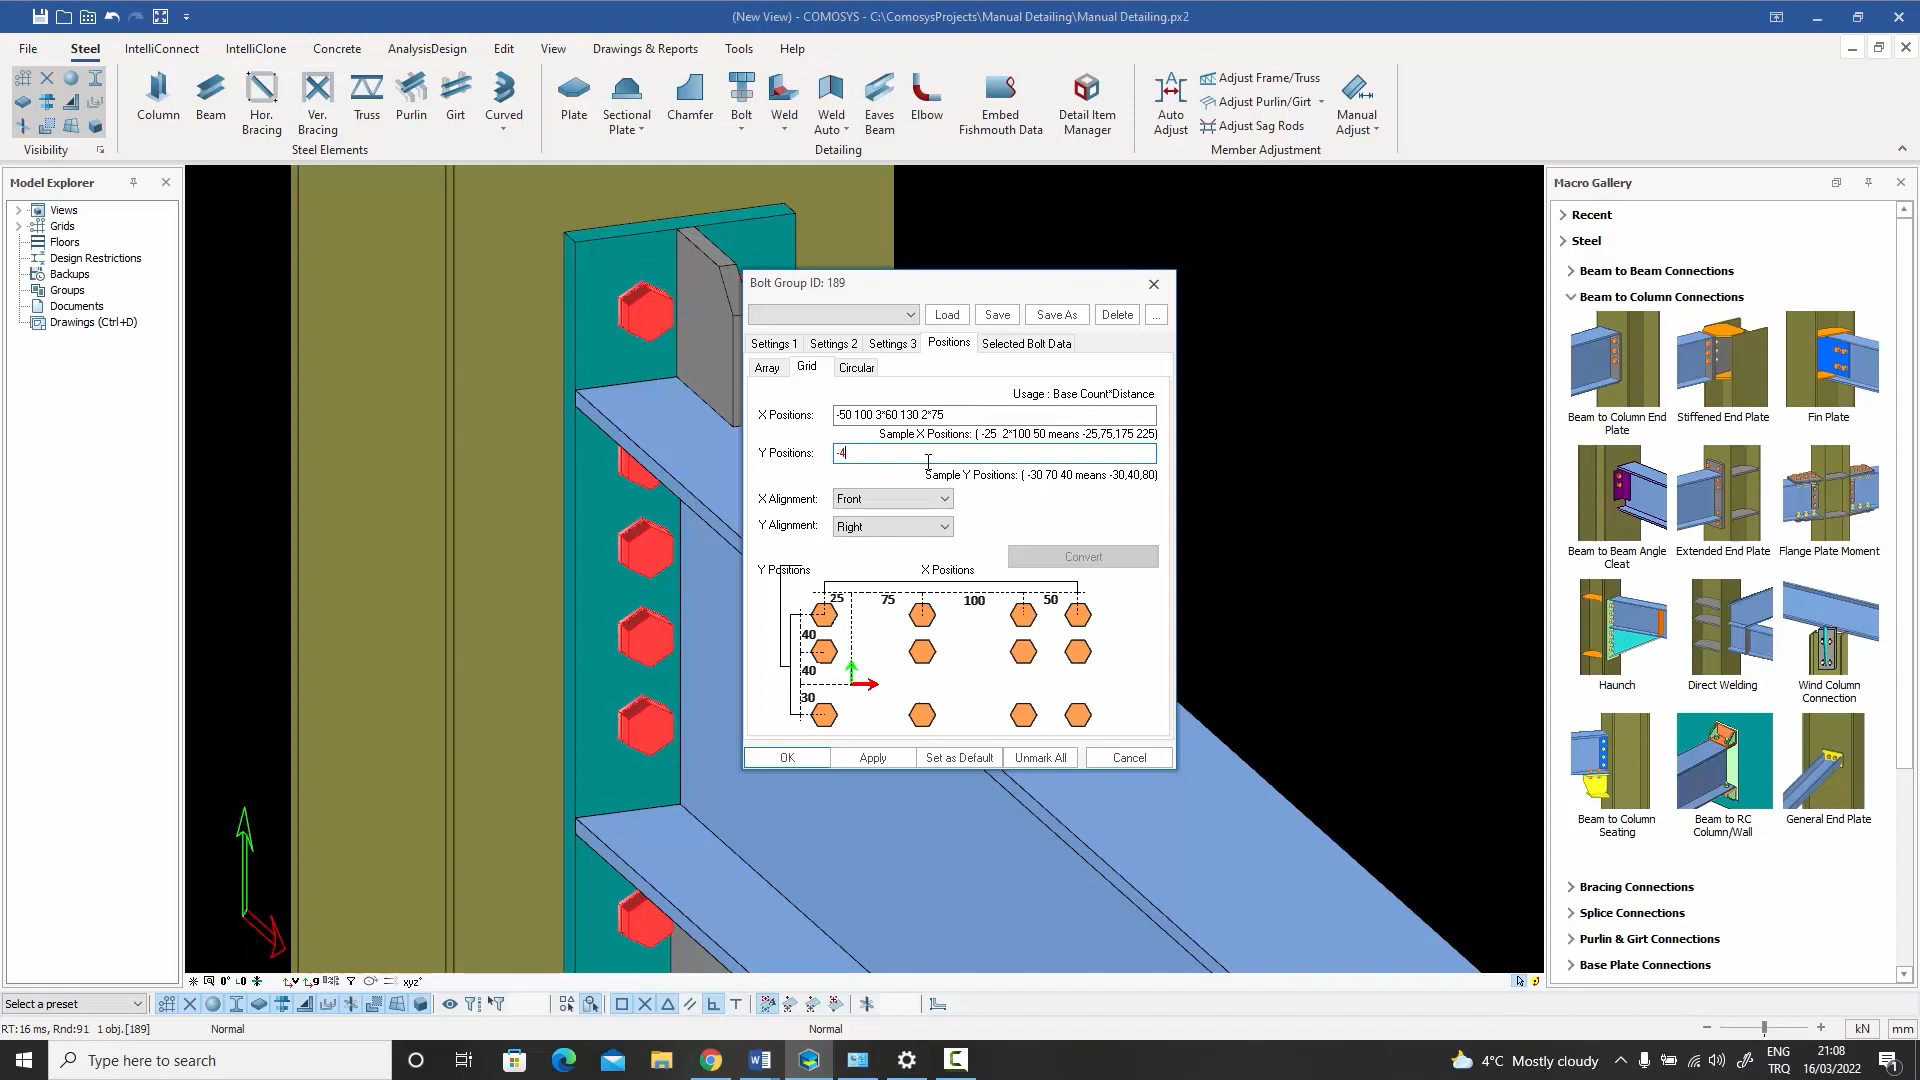 (New View) - COMOSYS - C:\ComosysProjects\Manual Detailing\Manual Detailing.px2
File Steel IntelliConnect IntelliClone Concrete AnalysisDesign Edit View Drawings & Reports Tools Help
Column Beam Hor. Bracing Ver. Bracing Truss Purlin Girt Curved
Plate Sectional Plate Chamfer Bolt Weld Weld Auto Eaves Beam Elbow Embed Fishmouth Data Detail Item Manager
Auto Adjust Adjust Frame/Truss
Adjust Purlin/Girt
Adjust Sag Rods
Manual Adjust
Visibility Steel Elements Detailing Member Adjustment
Model Explorer
Views
Grids
Floors
Design Restrictions
Backups
Groups
Documents
Drawings (Ctrl+D)
Bolt Group ID: 189
Load Save Save As Delete ...
Settings 1 Settings 2 Settings 3 Positions Selected Bolt Data
Array Grid Circular
Usage : Base Count*Distance
X Positions: -50 100 3*60 130 2*75
Sample X Positions: ( -25 2*100 50 means -25,75,175 225)
Y Positions: -4
Sample Y Positions: ( -30 70 40 means -30,40,80)
X Alignment: Front
Y Alignment: Right
Convert
Y Positions X Positions
25 75 100 50
40
40
30
OK Apply Set as Default Unmark All Cancel
Macro Gallery
Recent
Steel
Beam to Beam Connections
Beam to Column Connections
Beam to Column End Plate
Stiffened End Plate
Fin Plate
Beam to Beam Angle Cleat
Extended End Plate
Flange Plate Moment
Haunch
Direct Welding
Wind Column Connection
Beam to Column Seating
Beam to RC Column/Wall
General End Plate
Bracing Connections
Splice Connections
Purlin & Girt Connections
Base Plate Connections
Select a preset
RT:16 ms, Rnd:91 1 obj.[189] Normal Normal kN mm
Type here to search
4°C Mostly cloudy
ENG
TRQ
21:08
16/03/2022